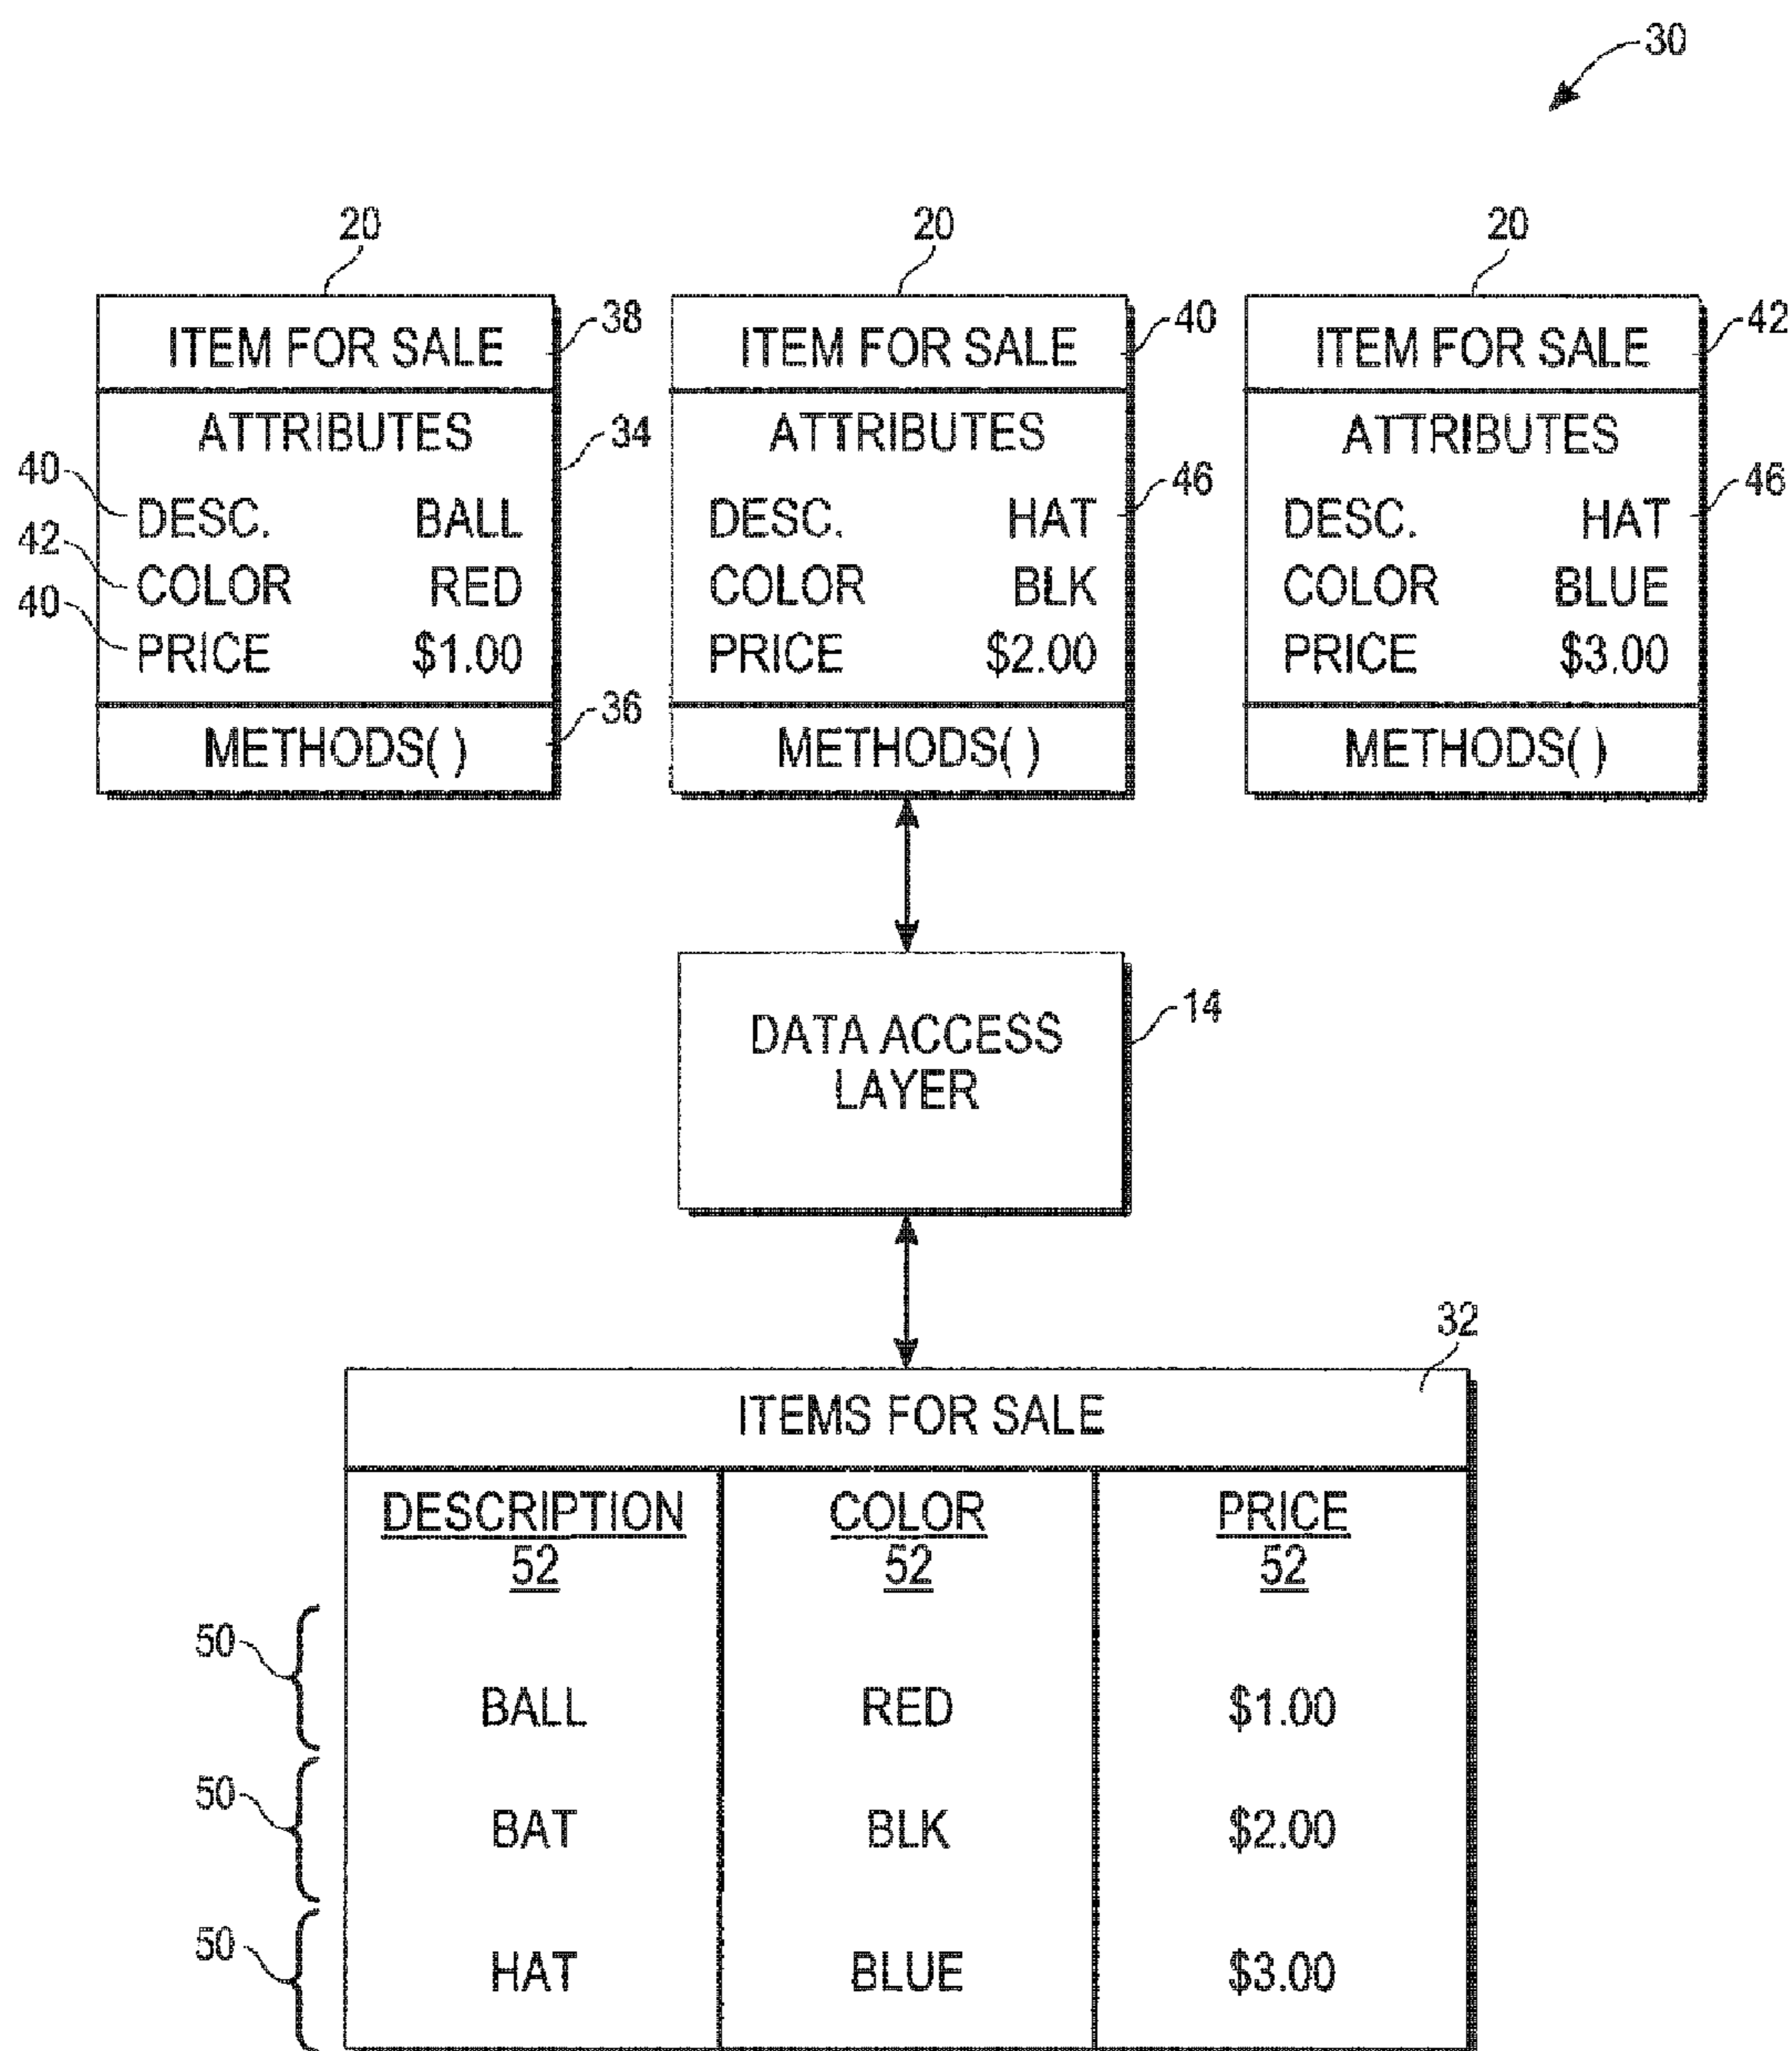 30
20 20 20
ITEM FOR SALE 38 ITEM FOR SALE 40 ITEM FOR SALE 42
ATTRIBUTES 34 ATTRIBUTES ATTRIBUTES
40 DESC. BALL DESC. HAT 46 DESC. HAT 46
42 COLOR RED COLOR BLK COLOR BLUE
40 PRICE $1.00 PRICE $2.00 PRICE $3.00
METHODS( ) 36 METHODS( ) METHODS( )
DATA ACCESS 14
LAYER
32
ITEMS FOR SALE
DESCRIPTION COLOR PRICE
52 52 52
50 BALL RED $1.00
50 BAT BLK $2.00
50 HAT BLUE $3.00